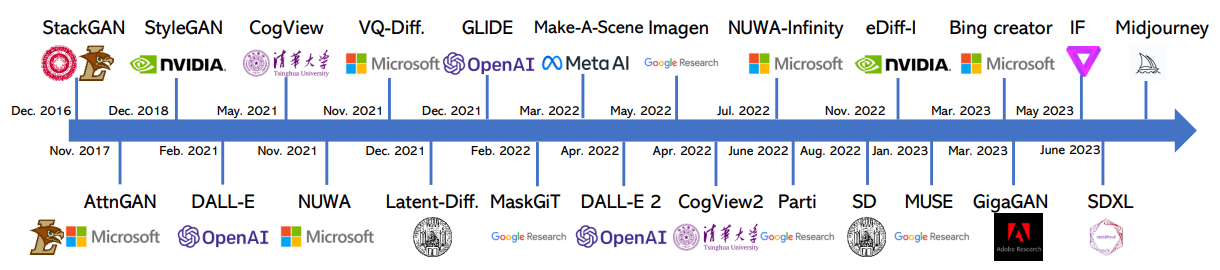 StackGAN StyleGAN CogView VQ-Diff. GLIDE Make-A-Scene Imagen NUWA-Infinity eDiff-I Bing creator IF Midjourney
NVIDIA. 清华大学 Tsinghua University Microsoft OpenAI Meta AI Google Research Microsoft NVIDIA. Microsoft
Dec. 2016 Dec. 2018 May. 2021 Nov. 2021 Dec. 2021 Mar. 2022 May. 2022 Jul. 2022 Nov. 2022 Mar. 2023 May 2023
Nov. 2017 Feb. 2021 Nov. 2021 Dec. 2021 Feb. 2022 Apr. 2022 Apr. 2022 June 2022 Aug. 2022 Jan. 2023 Mar. 2023 June 2023
AttnGAN DALL-E NUWA Latent-Diff. MaskGiT DALL-E 2 CogView2 Parti SD MUSE GigaGAN SDXL
Microsoft OpenAI Microsoft Google Research OpenAI 清华大学 Tsinghua University Google Research Google Research Adobe Research